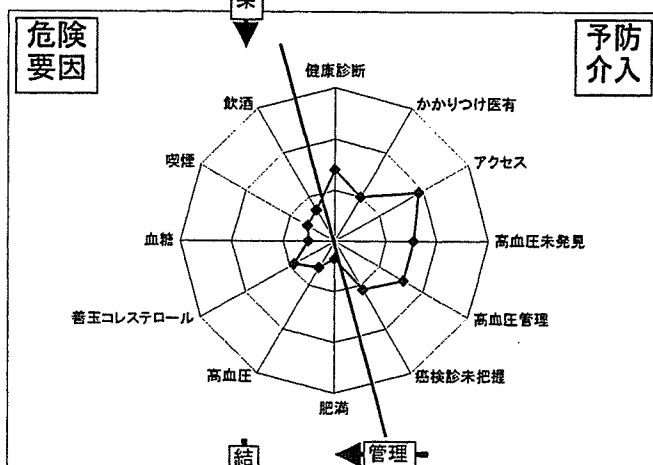 危険
要因
予防
介入
健康診断
飲酒
かかりつけ医有
喫煙
アクセス
血糖
高血圧未発見
善玉コレステロール
高血圧管理
高血圧
癌検診未把握
肥満
結
管理